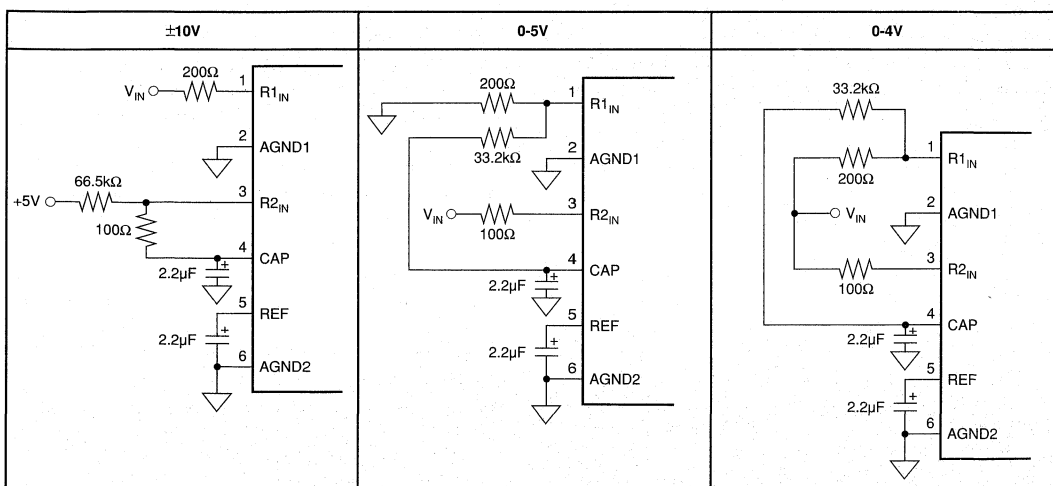 ±10V
0-5V
0-4V
200Ω
V_IN
1
R1_IN
2
AGND1
66.5kΩ
+5V
3
R2_IN
100Ω
4
CAP
2.2µF
+
5
REF
2.2µF
+
6
AGND2
200Ω
1
R1_IN
33.2kΩ
2
AGND1
V_IN
3
R2_IN
100Ω
4
CAP
2.2µF
+
5
REF
2.2µF
+
6
AGND2
33.2kΩ
1
R1_IN
200Ω
2
AGND1
V_IN
3
R2_IN
100Ω
4
CAP
2.2µF
+
5
REF
2.2µF
+
6
AGND2